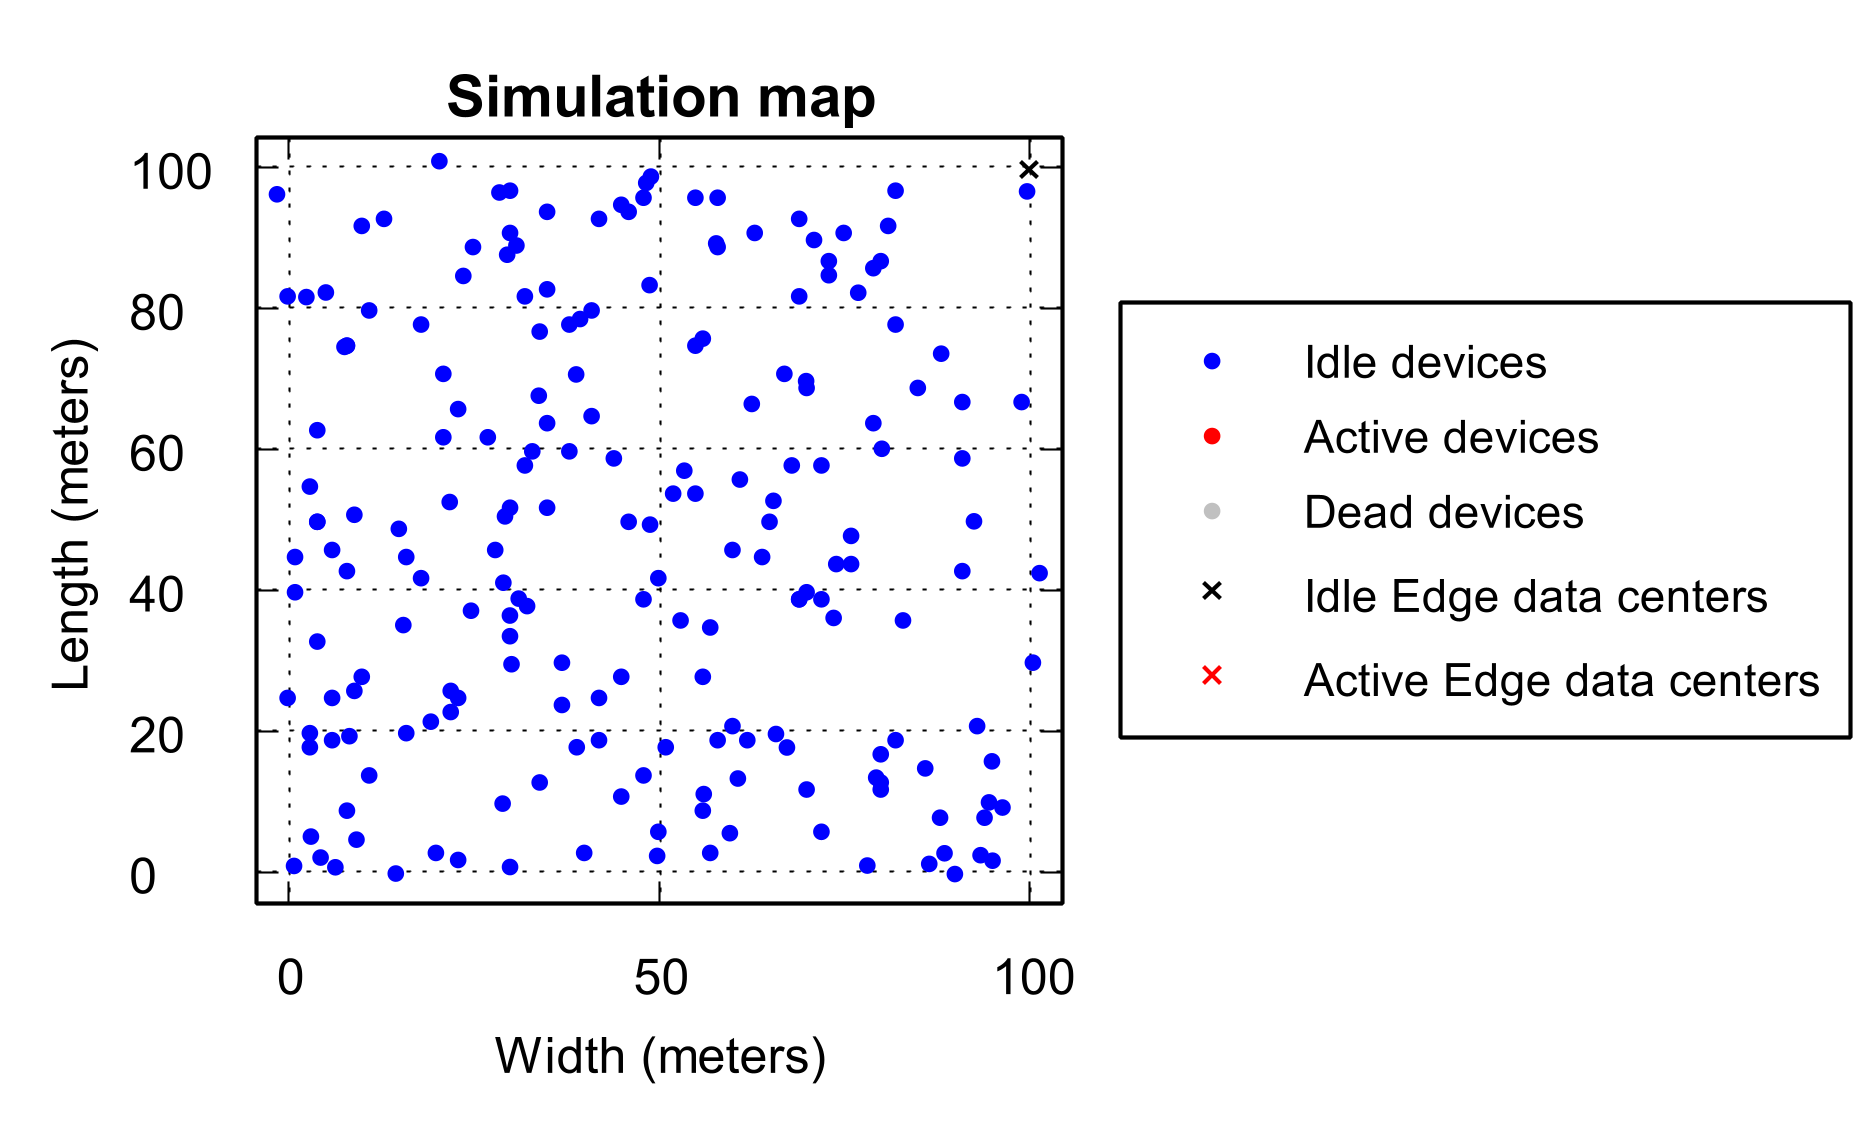 Simulation map
100
80
60
40
20
0
Length (meters)
0 50 100
Width (meters)
Idle devices
Active devices
Dead devices
Idle Edge data centers
Active Edge data centers